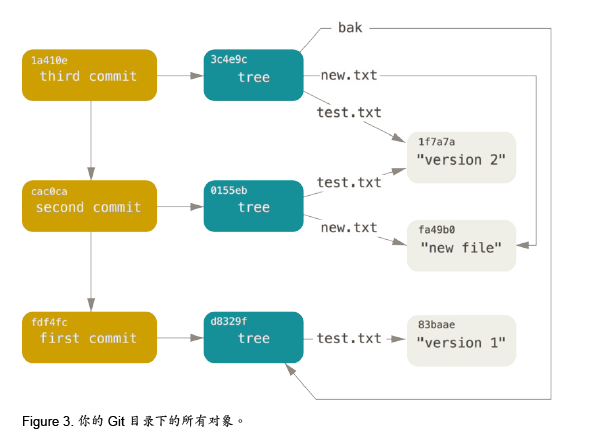 bak
1a410e
third commit
3c4e9c
tree
new.txt
test.txt
1f7a7a
"version 2"
cac0ca
second commit
0155eb
tree
test.txt
new.txt
fa49b0
"new file"
fdf4fc
first commit
d8329f
tree
test.txt
83baae
"version 1"
Figure 3. 你的 Git 目录下的所有对象。